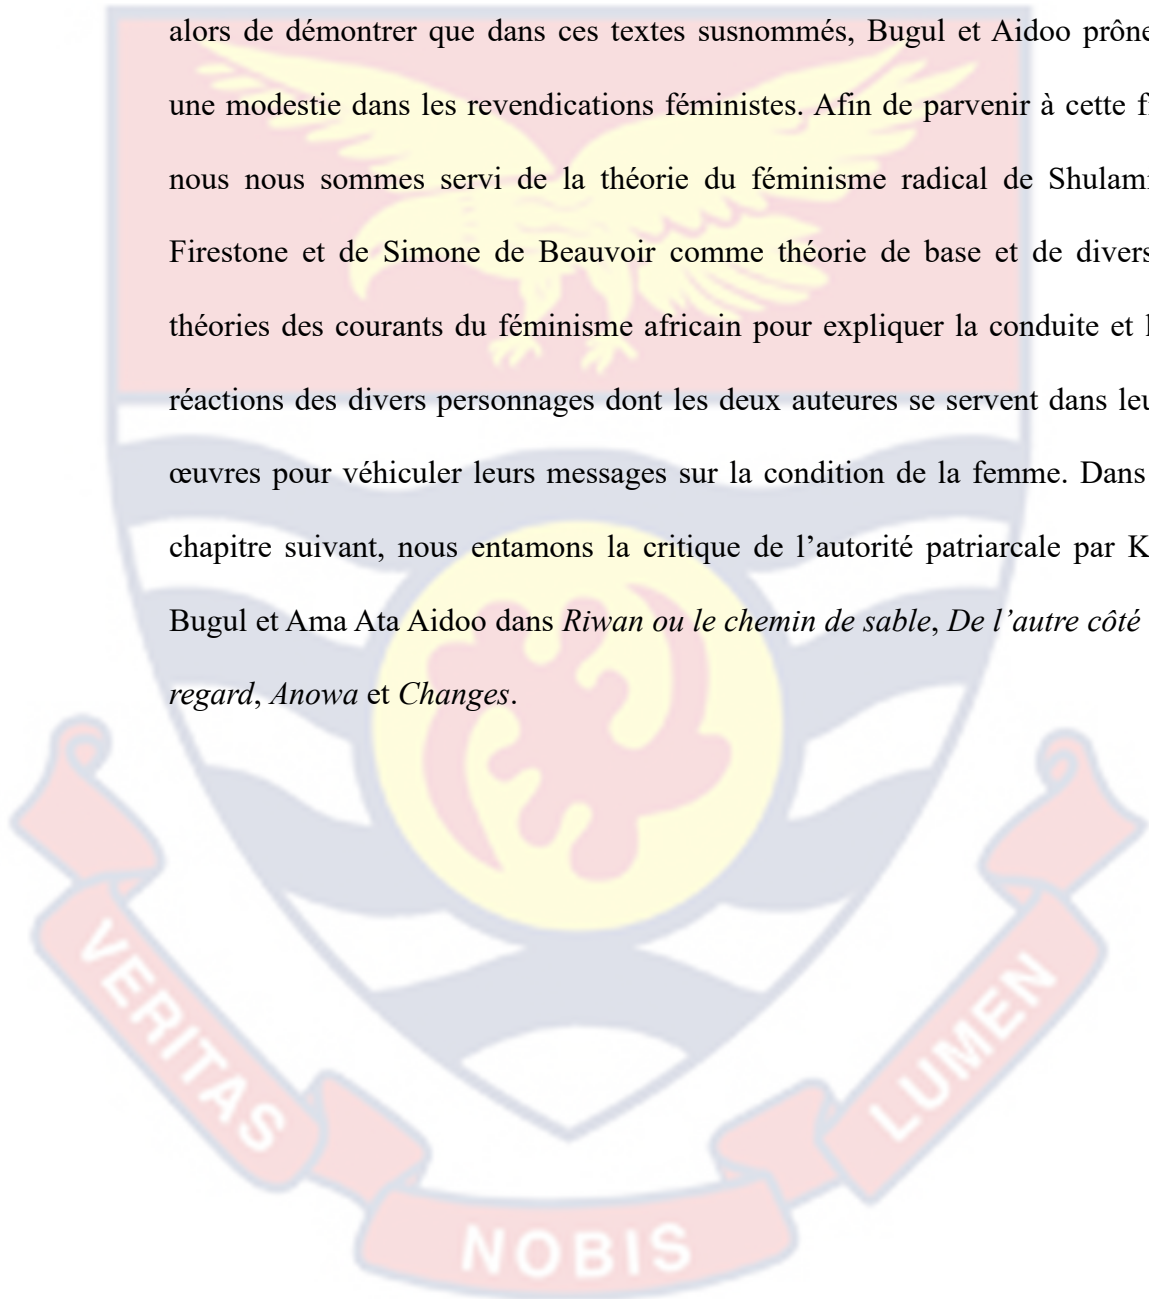 alors de démontrer que dans ces textes susnommés, Bugul et Aidoo prône
une modestie dans les revendications féministes. Afin de parvenir à cette f
nous nous sommes servi de la théorie du féminisme radical de Shulam
Firestone et de Simone de Beauvoir comme théorie de base et de divers
théories des courants du féminisme africain pour expliquer la conduite et l
réactions des divers personnages dont les deux auteures se servent dans leu
œuvres pour véhiculer leurs messages sur la condition de la femme. Dans
chapitre suivant, nous entamons la critique de l’autorité patriarcale par K
Bugul et Ama Ata Aidoo dans Riwan ou le chemin de sable, De l’autre côté
regard, Anowa et Changes.
VERITAS
NOBIS
LUMEN